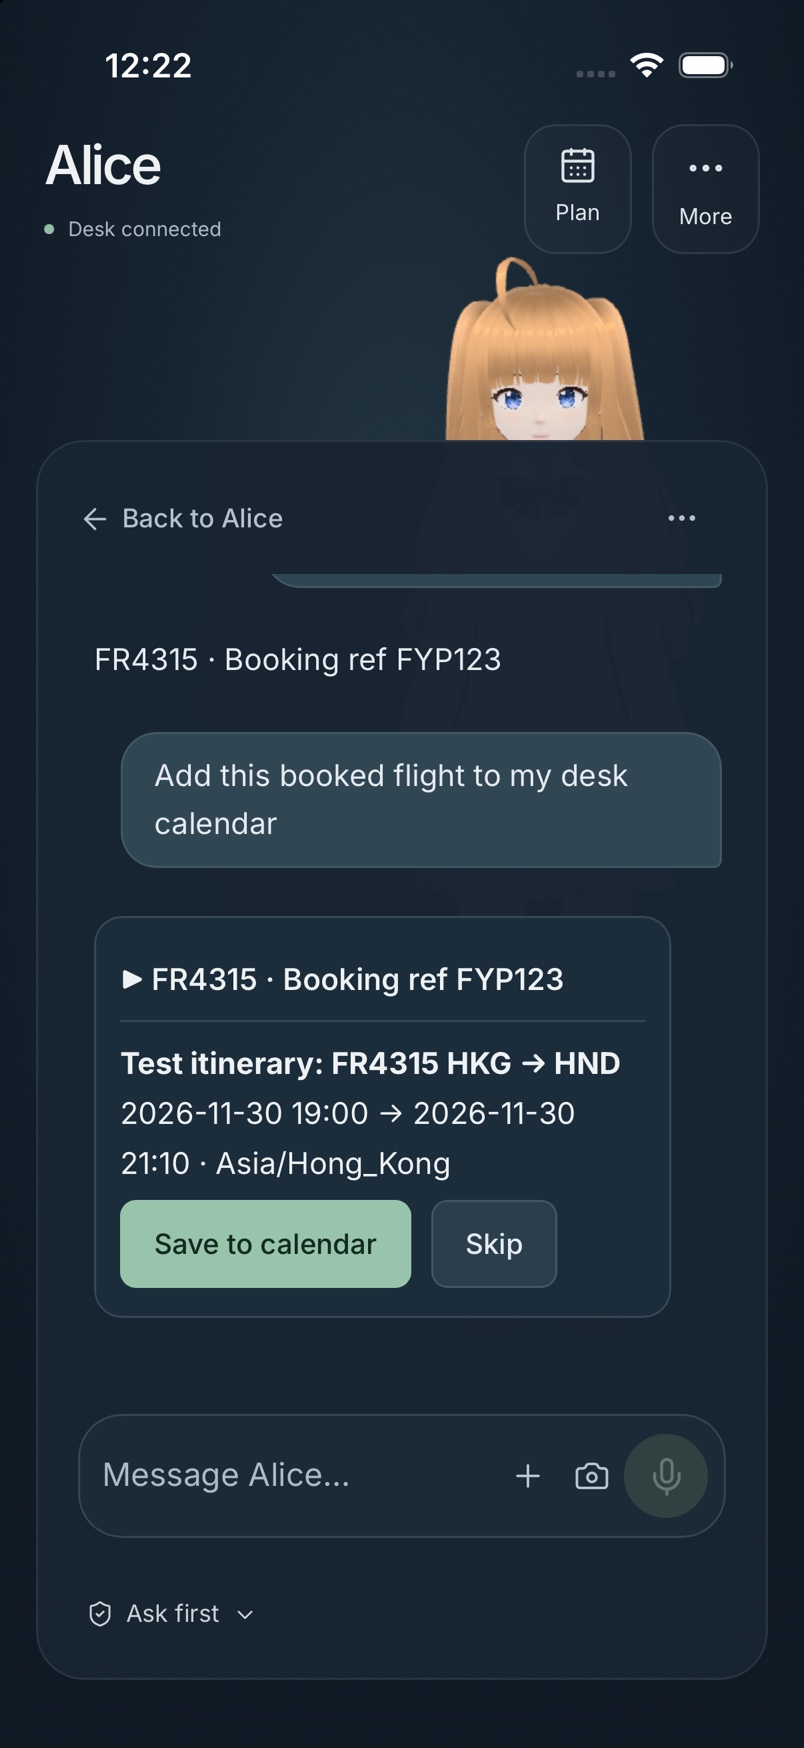 12:22
Alice
Desk connected
Plan
More
Back to Alice
FR4315 · Booking ref FYP123
Add this booked flight to my desk
calendar
▶ FR4315 · Booking ref FYP123
Test itinerary: FR4315 HKG → HND
2026-11-30 19:00 → 2026-11-30
21:10 · Asia/Hong_Kong
Save to calendar
Skip
Message Alice...
Ask first